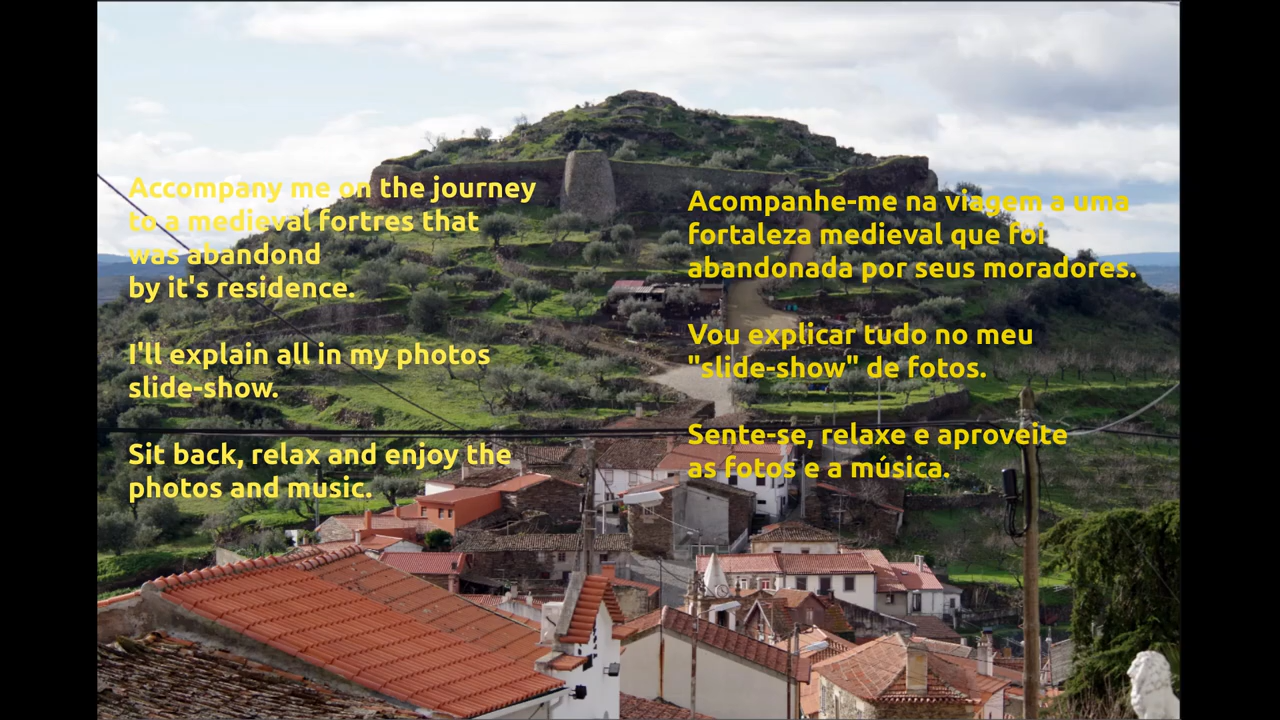 Accompany me on the journey
to a medieval fortres that
was abandond
by it's residence.
I'll explain all in my photos
slide-show.
Sit back, relax and enjoy the
photos and music.
Acompanhe-me na viagem a uma
fortaleza medieval que foi
abandonada por seus moradores.
Vou explicar tudo no meu
"slide-show" de fotos.
Sente-se, relaxe e aproveite
as fotos e a música.